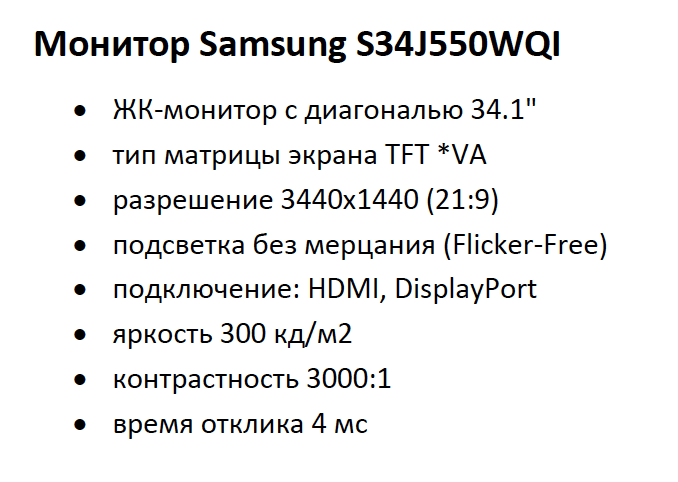 Монитор Samsung S34J550WQI
• ЖК-монитор с диагональю 34.1"
• тип матрицы экрана TFT *VA
• разрешение 3440x1440 (21:9)
• подсветка без мерцания (Flicker-Free)
• подключение: HDMI, DisplayPort
• яркость 300 кд/м2
• контрастность 3000:1
• время отклика 4 мс